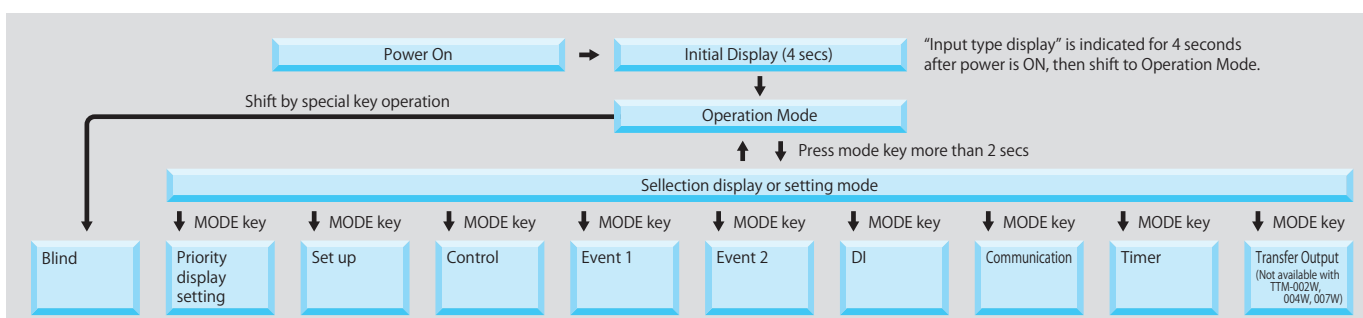 Power On
Initial Display (4 secs)
“Input type display” is indicated for 4 seconds
after power is ON, then shift to Operation Mode.
Shift by special key operation
Operation Mode
Press mode key more than 2 secs
Sellection display or setting mode
MODE key
MODE key
MODE key
MODE key
MODE key
MODE key
MODE key
MODE key
MODE key
Blind
Priority
display
setting
Set up
Control
Event 1
Event 2
DI
Communication
Timer
Transfer Output
(Not available with
TTM-002W,
004W, 007W)